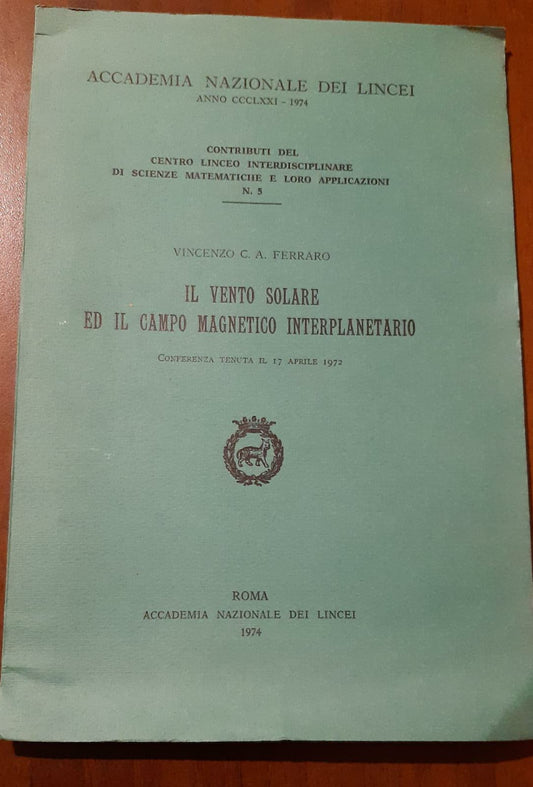 ACCADEMIA NAZIONALE DEI LINCEI
ANNO CCCLXXI - 1974
CONTRIBUTI DEL
CENTRO LINCEO INTERDISCIPLINARE
DI SCIENZE MATEMATICHE E LORO APPLICAZIONI
N. 5
VINCENZO C. A. FERRARO
IL VENTO SOLARE
ED IL CAMPO MAGNETICO INTERPLANETARIO
CONFERENZA TENUTA IL 17 APRILE 1972
ROMA
ACCADEMIA NAZIONALE DEI LINCEI
1974